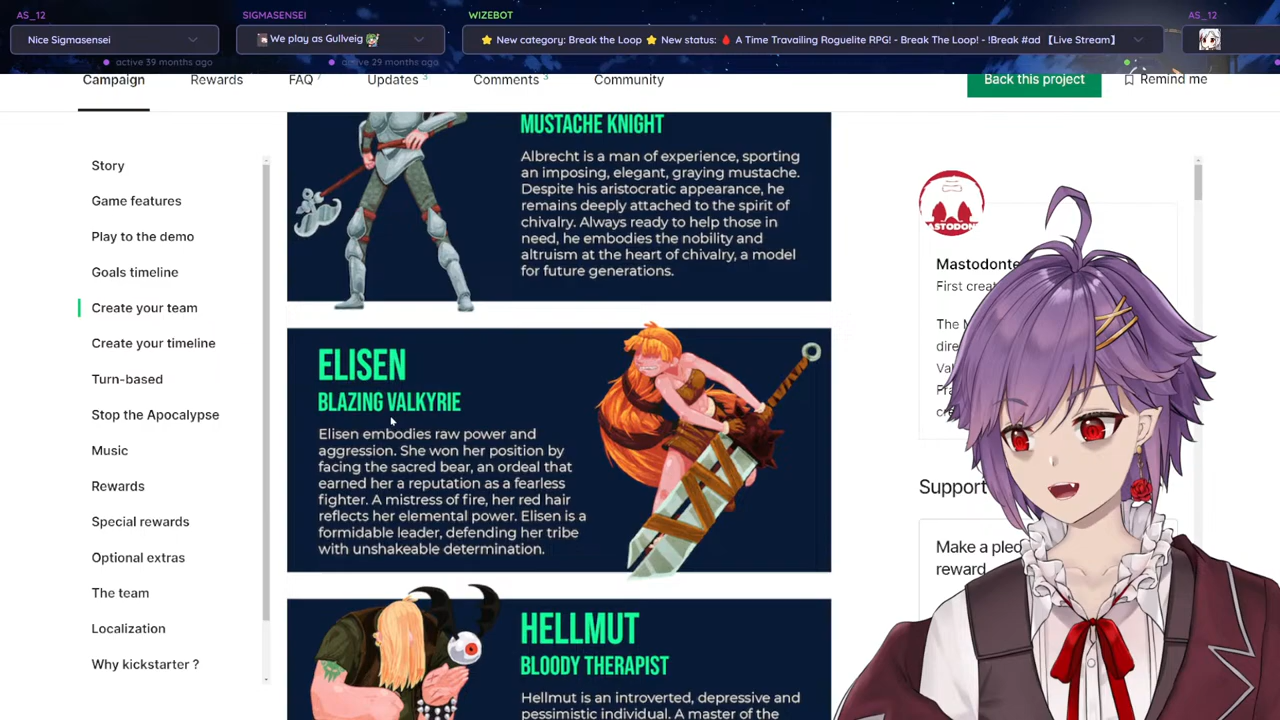 AS_12
SIGMASENSEI
WIZEBOT
AS_12
Nice Sigmasensei
We play as Gullveig
New category: Break the Loop ⭐ New status: 🩸 A Time Travailing Roguelite RPG! - Break The Loop! - !Break #ad 【Live Stream】
active 39 months ago
active 29 months ago
Campaign
Rewards
FAQ 7
Updates 3
Comments 3
Community
Back this project
Remind me
Story
Game features
Play to the demo
Goals timeline
Create your team
Create your timeline
Turn-based
Stop the Apocalypse
Music
Rewards
Special rewards
Optional extras
The team
Localization
Why kickstarter ?
MUSTACHE KNIGHT
Albrecht is a man of experience, sporting
an imposing, elegant, graying mustache.
Despite his aristocratic appearance, he
remains deeply attached to the spirit of
chivalry. Always ready to help those in
need, he embodies the nobility and
altruism at the heart of chivalry, a model
for future generations.
ELISEN
BLAZING VALKYRIE
Elisen embodies raw power and
aggression. She won her position by
facing the sacred bear, an ordeal that
earned her a reputation as a fearless
fighter. A mistress of fire, her red hair
reflects her elemental power. Elisen is a
formidable leader, defending her tribe
with unshakeable determination.
HELLMUT
BLOODY THERAPIST
Hellmut is an introverted, depressive and
pessimistic individual. A master of the
Mastodonte
First crea
The M
dire
Val
Fra
cre
Support
Make a pled
reward